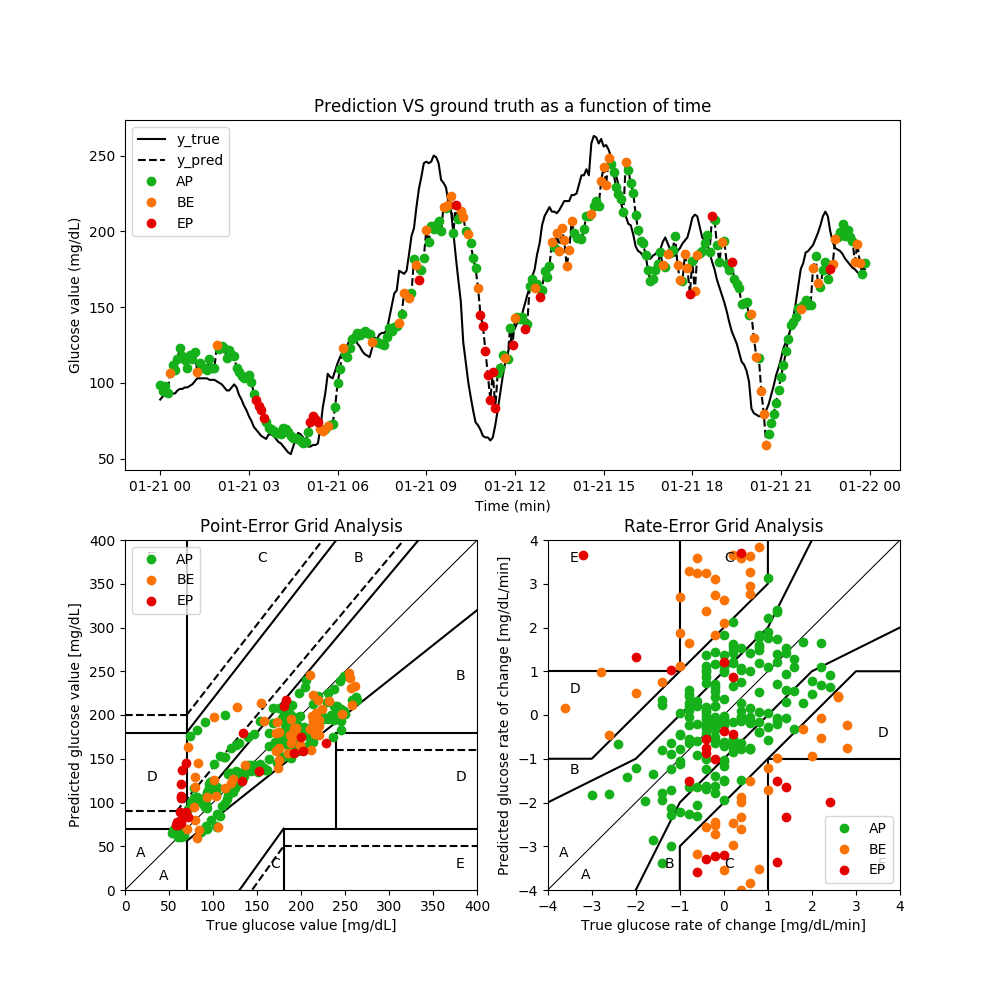 Prediction VS ground truth as a function of time
Glucose value (mg/dL)
250
200
150
100
50
y_true
y_pred
AP
BE
EP
01-21 00 01-21 03 01-21 06 01-21 09 01-21 12 01-21 15 01-21 18 01-21 21 01-22 00
Time (min)
Point-Error Grid Analysis
Predicted glucose value [mg/dL]
400
350
300
250
200
150
100
50
0
AP
BE
EP
C B
B
D D
A
A C E
0 50 100 150 200 250 300 350 400
True glucose value [mg/dL]
Rate-Error Grid Analysis
Predicted glucose rate of change [mg/dL/min]
4
3
2
1
0
−1
−2
−3
−4
E C
D
D
B
A
A B C
AP
BE
EP
−4 −3 −2 −1 0 1 2 3 4
True glucose rate of change [mg/dL/min]